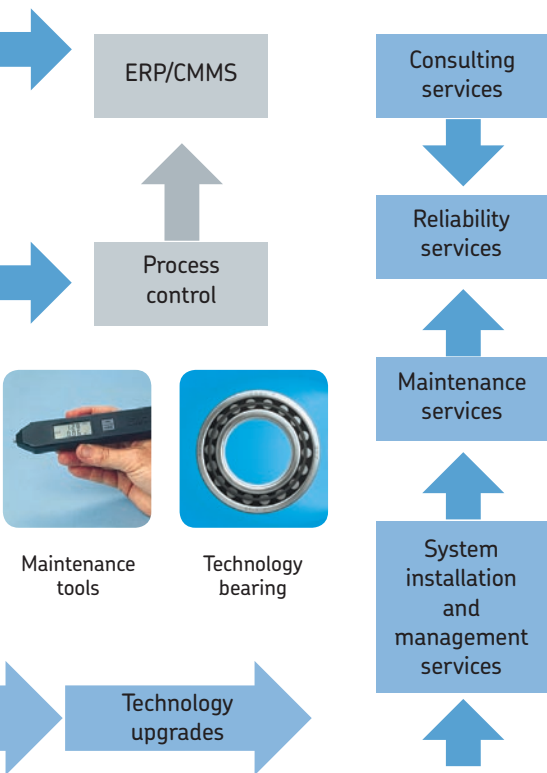 ERP/CMMS
Process
control
Maintenance
tools
Technology
bearing
Technology
upgrades
Consulting
services
Reliability
services
Maintenance
services
System
installation
and
management
services